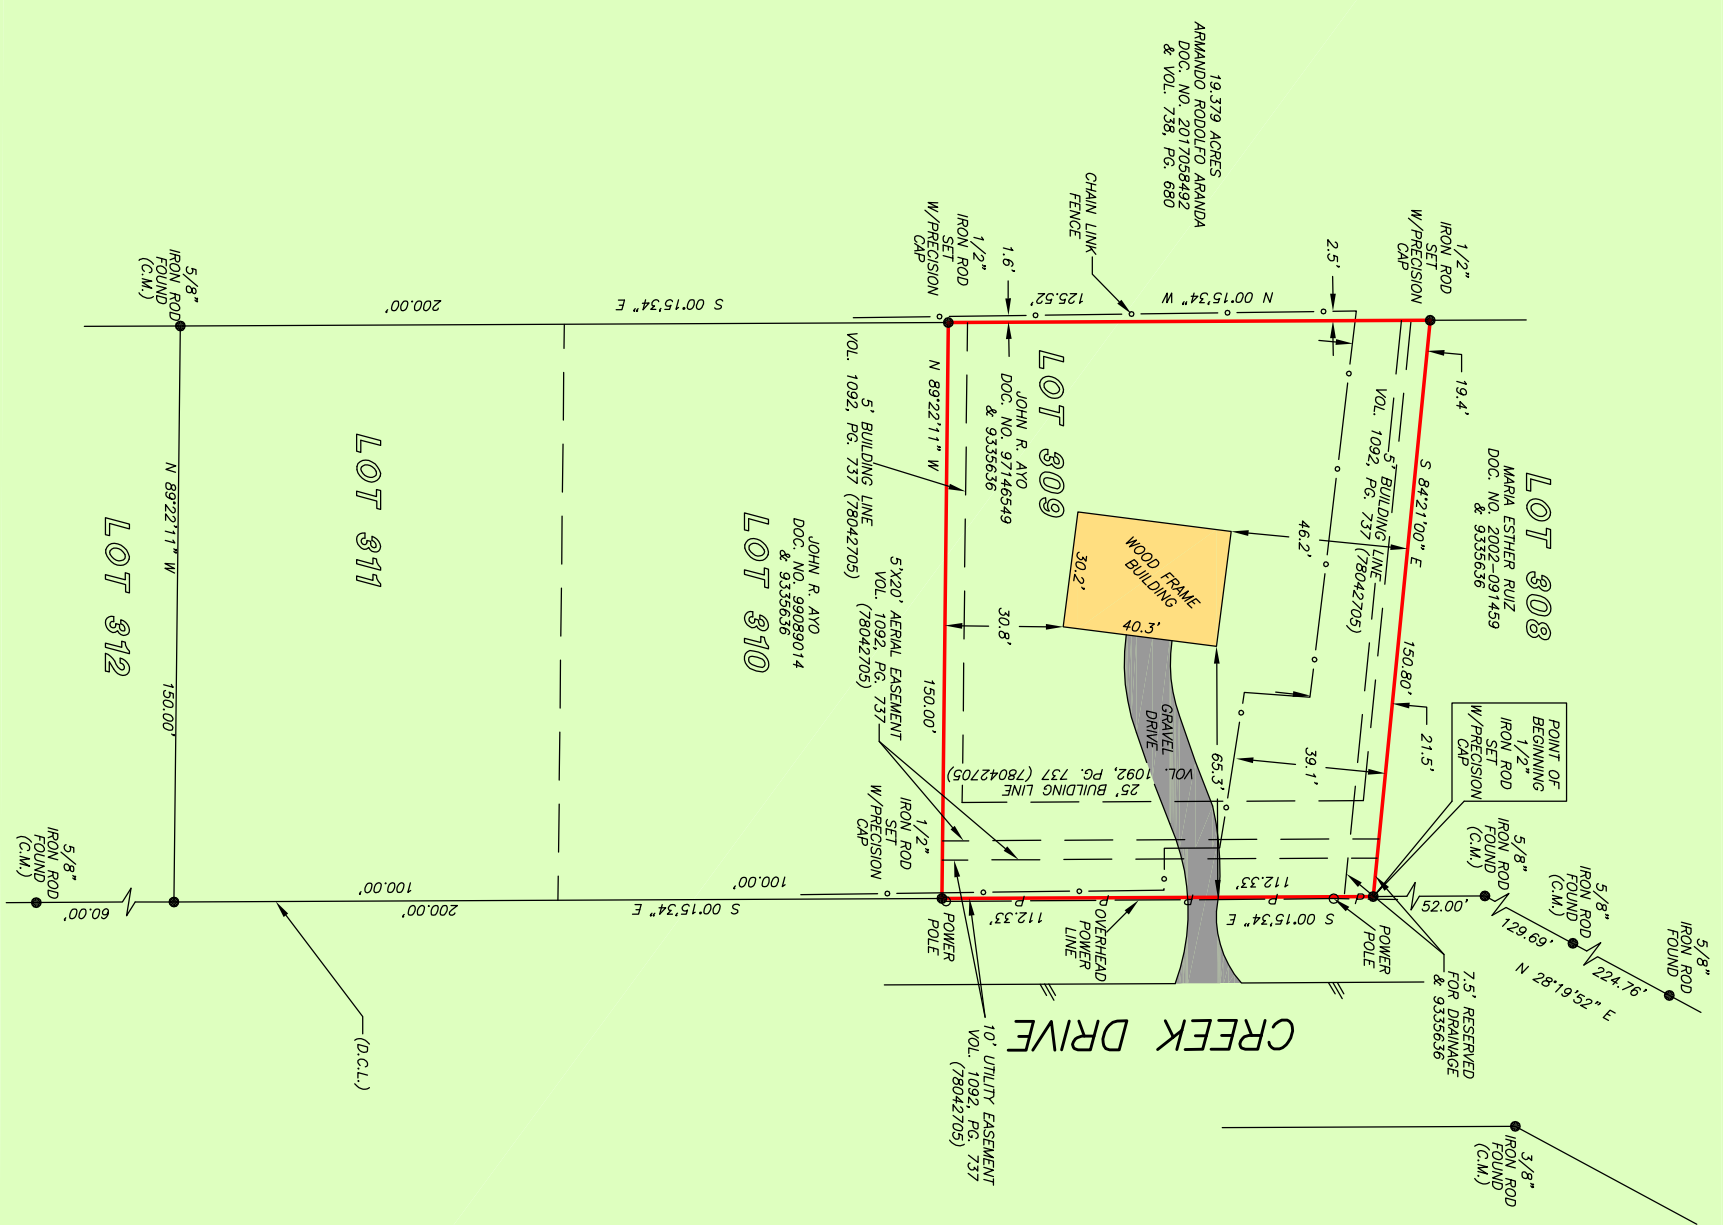 19.379 ACRES
ARMANDO RODOLFO ARANDA
DOC. NO. 2017058492
& VOL. 738, PG. 680
CHAIN LINK
FENCE
1/2"
IRON ROD
SET
W/PRECISION
CAP
2.5'
1.6'
1/2"
IRON ROD
SET
W/PRECISION
CAP
5/8"
IRON ROD
FOUND
(C.M.)
N 00°15'34" W
125.52'
S 00°15'34" E
200.00'
19.4'
LOT 308
MARIA ESTHER RUIZ
DOC. NO. 2002-091459
& 9335636
S 84°21'00" E
150.80'
21.5'
5' BUILDING LINE
VOL. 1092, PG. 737 (78042705)
46.2'
LOT 309
JOHN R. AYO
DOC. NO. 97146549
& 9335636
WOOD FRAME
BUILDING
30.2'
40.3'
30.8'
N 89°22'11" W
150.00'
5' BUILDING LINE
VOL. 1092, PG. 737 (78042705)
5'X20' AERIAL EASEMENT
VOL. 1092, PG. 737
(78042705)
JOHN R. AYO
DOC. NO. 99089014
& 9335636
LOT 310
LOT 311
N 89°22'11" W
150.00'
LOT 312
GRAVEL
DRIVE
65.3'
39.1'
25' BUILDING LINE
VOL. 1092, PG. 737 (78042705)
POINT OF
BEGINNING
1/2"
IRON ROD
SET
W/PRECISION
CAP
5/8"
IRON ROD
FOUND
(C.M.)
5/8"
IRON ROD
FOUND
(C.M.)
5/8"
IRON ROD
FOUND
1/2"
IRON ROD
SET
W/PRECISION
CAP
5/8"
IRON ROD
FOUND
(C.M.)
112.33'
100.00'
100.00'
52.00'
129.69'
224.76'
N 28°19'52" E
P
P
P
P
P
S 00°15'34" E
112.33'
S 00°15'34" E
200.00'
60.00'
POWER
POLE
OVERHEAD
POWER
LINE
POWER
POLE
7.5' RESERVED
FOR DRAINAGE
& 9335636
CREEK DRIVE
10' UTILITY EASEMENT
VOL. 1092, PG. 737
(78042705)
(D.C.L.)
3/8"
IRON ROD
FOUND
(C.M.)